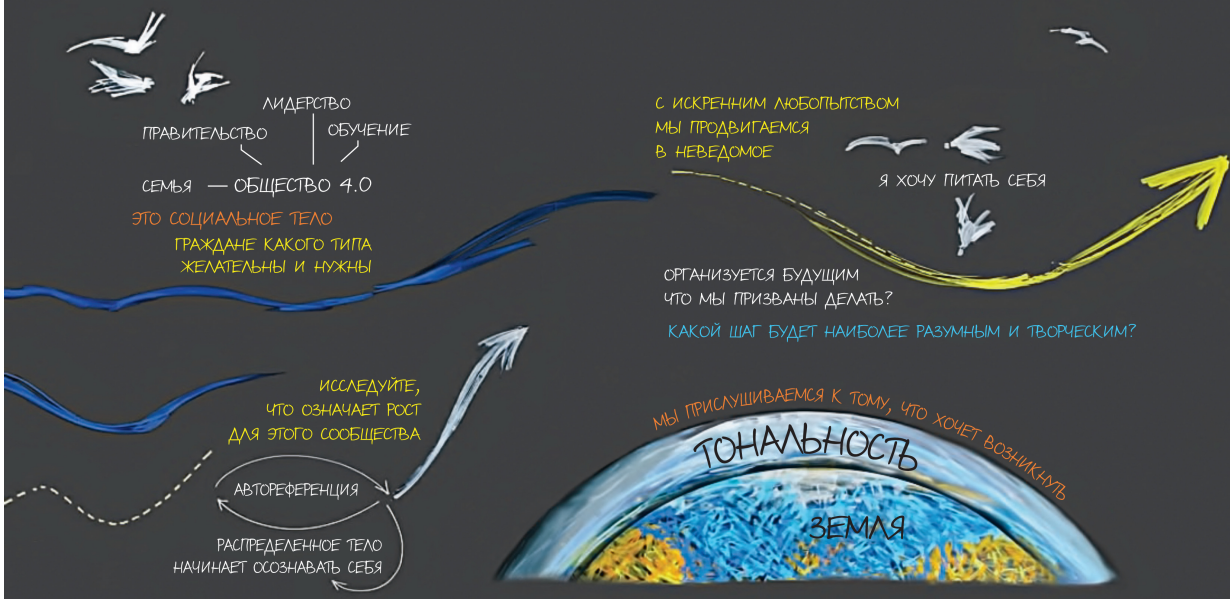 ЛИДЕРСТВО
ПРАВИТЕЛЬСТВО
ОБУЧЕНИЕ
СЕМЬЯ — ОБЩЕСТВО 4.0
ЭТО СОЦИАЛЬНОЕ ТЕЛО
ГРАЖДАНЕ КАКОГО ТИПА
ЖЕЛАТЕЛЬНЫ И НУЖНЫ
ИССЛЕДУЙТЕ,
ЧТО ОЗНАЧАЕТ РОСТ
ДЛЯ ЭТОГО СООБЩЕСТВА
АВТОРЕФЕРЕНЦИЯ
РАСПРЕДЕЛЕННОЕ ТЕЛО
НАЧИНАЕТ ОСОЗНАВАТЬ СЕБЯ
С ИСКРЕННИМ ЛЮБОПЫТСТВОМ
МЫ ПРОДВИГАЕМСЯ
В НЕВЕДОМОЕ
Я ХОЧУ ПИТАТЬ СЕБЯ
ОРГАНИЗУЕТСЯ БУДУЩИМ
ЧТО МЫ ПРИЗВАНЫ ДЕЛАТЬ?
КАКОЙ ШАГ БУДЕТ НАИБОЛЕЕ РАЗУМНЫМ И ТВОРЧЕСКИМ?
МЫ ПРИСЛУШИВАЕМСЯ К ТОМУ, ЧТО ХОЧЕТ ВОЗНИКНУТЬ
ТОНАЛЬНОСТЬ
ЗЕМЛЯ